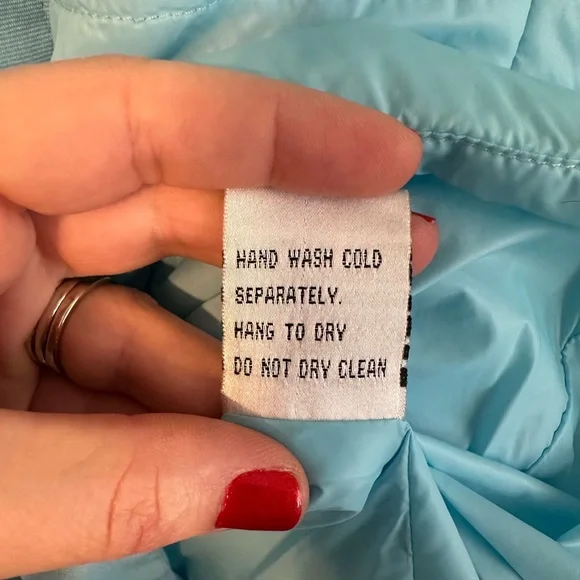 HAND WASH COLD
SEPARATELY.
HANG TO DRY
DO NOT DRY CLEAN